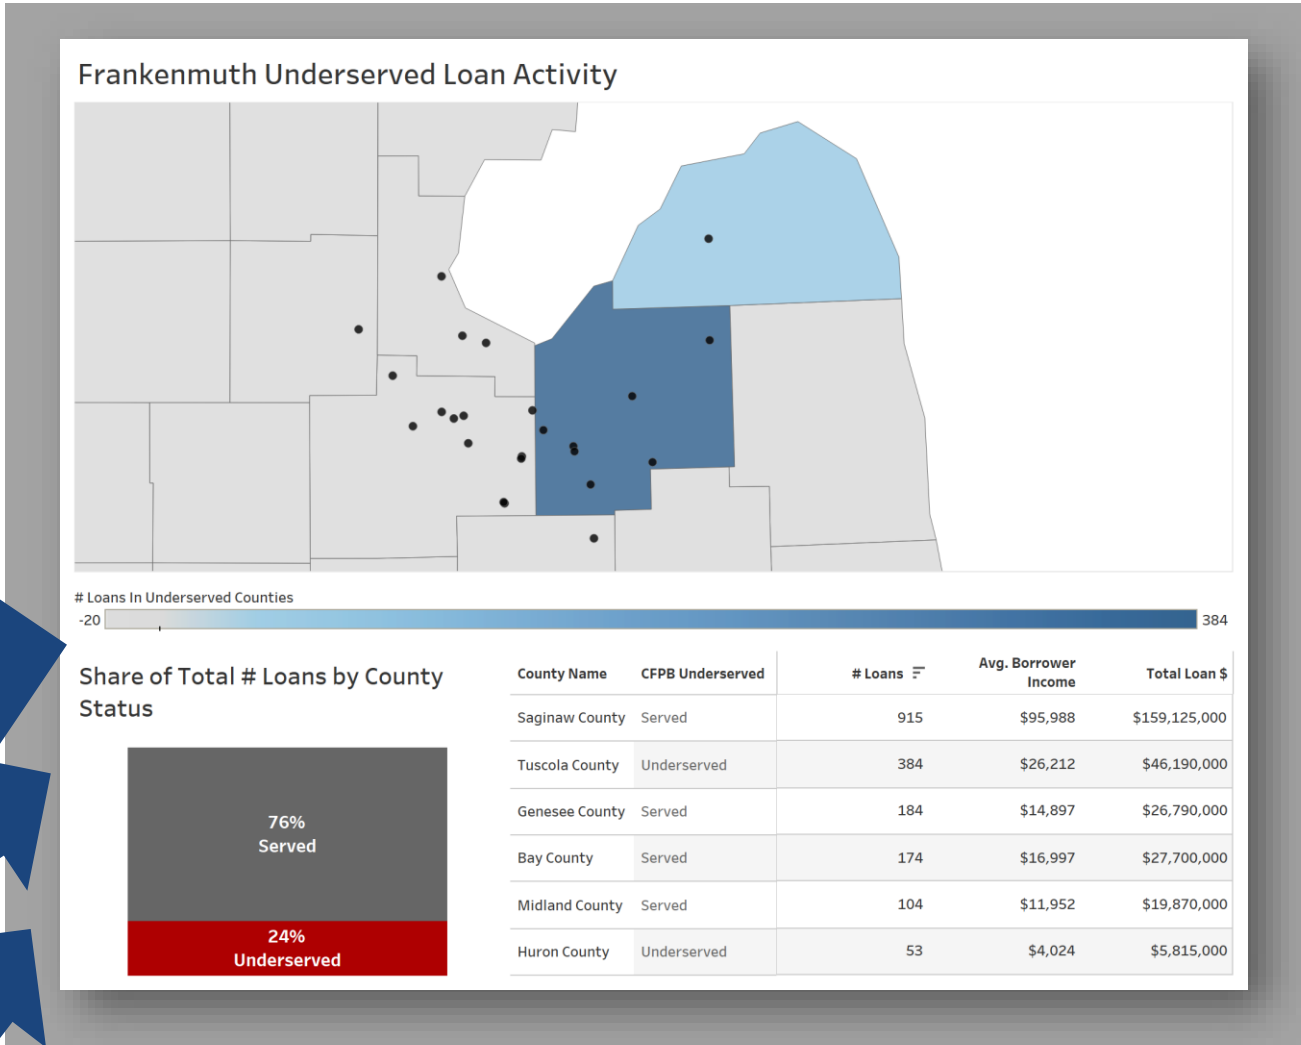 Frankenmuth Underserved Loan Activity
# Loans In Underserved Counties
-20 384
Share of Total # Loans by County
Status
76%
Served
24%
Underserved
County Name CFPB Underserved # Loans Avg. Borrower Income Total Loan $
Saginaw County Served 915 $95,988 $159,125,000
Tuscola County Underserved 384 $26,212 $46,190,000
Genesee County Served 184 $14,897 $26,790,000
Bay County Served 174 $16,997 $27,700,000
Midland County Served 104 $11,952 $19,870,000
Huron County Underserved 53 $4,024 $5,815,000